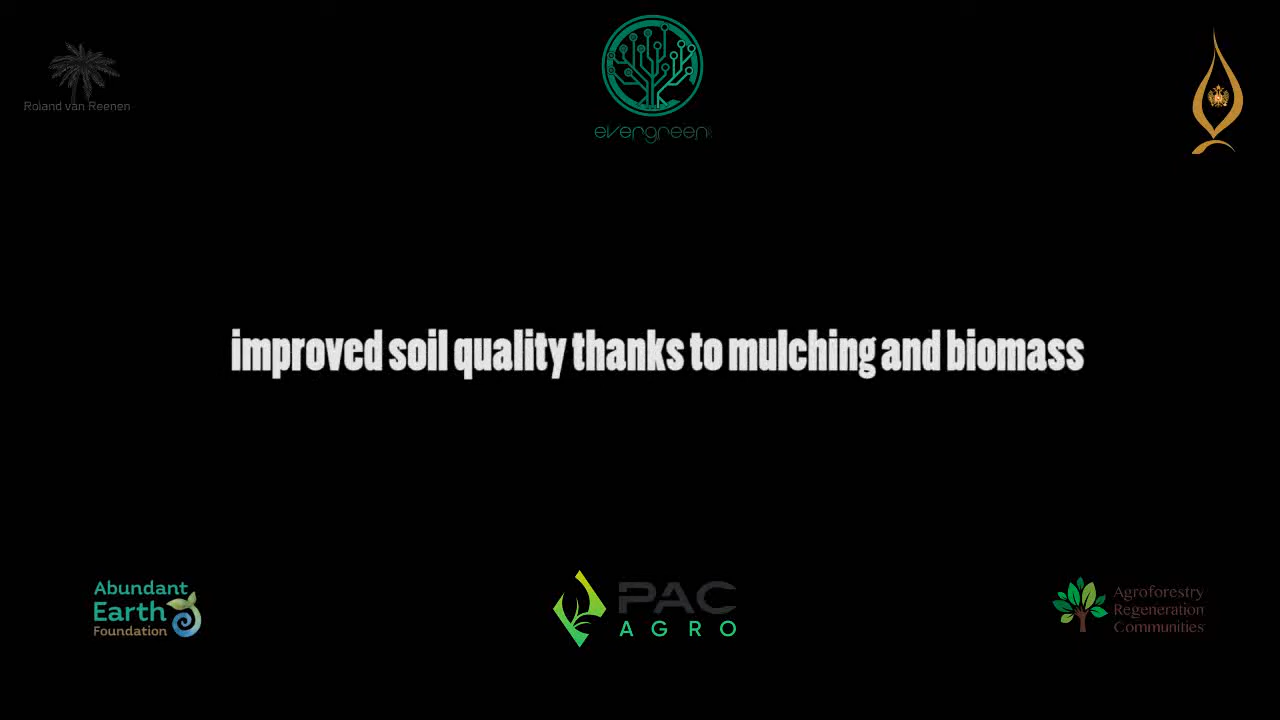 Roland van Reenen
evergreen
improved soil quality thanks to mulching and biomass
Abundant
Earth
Foundation
PAC
AGRO
Agroforestry
Regeneration
Communities